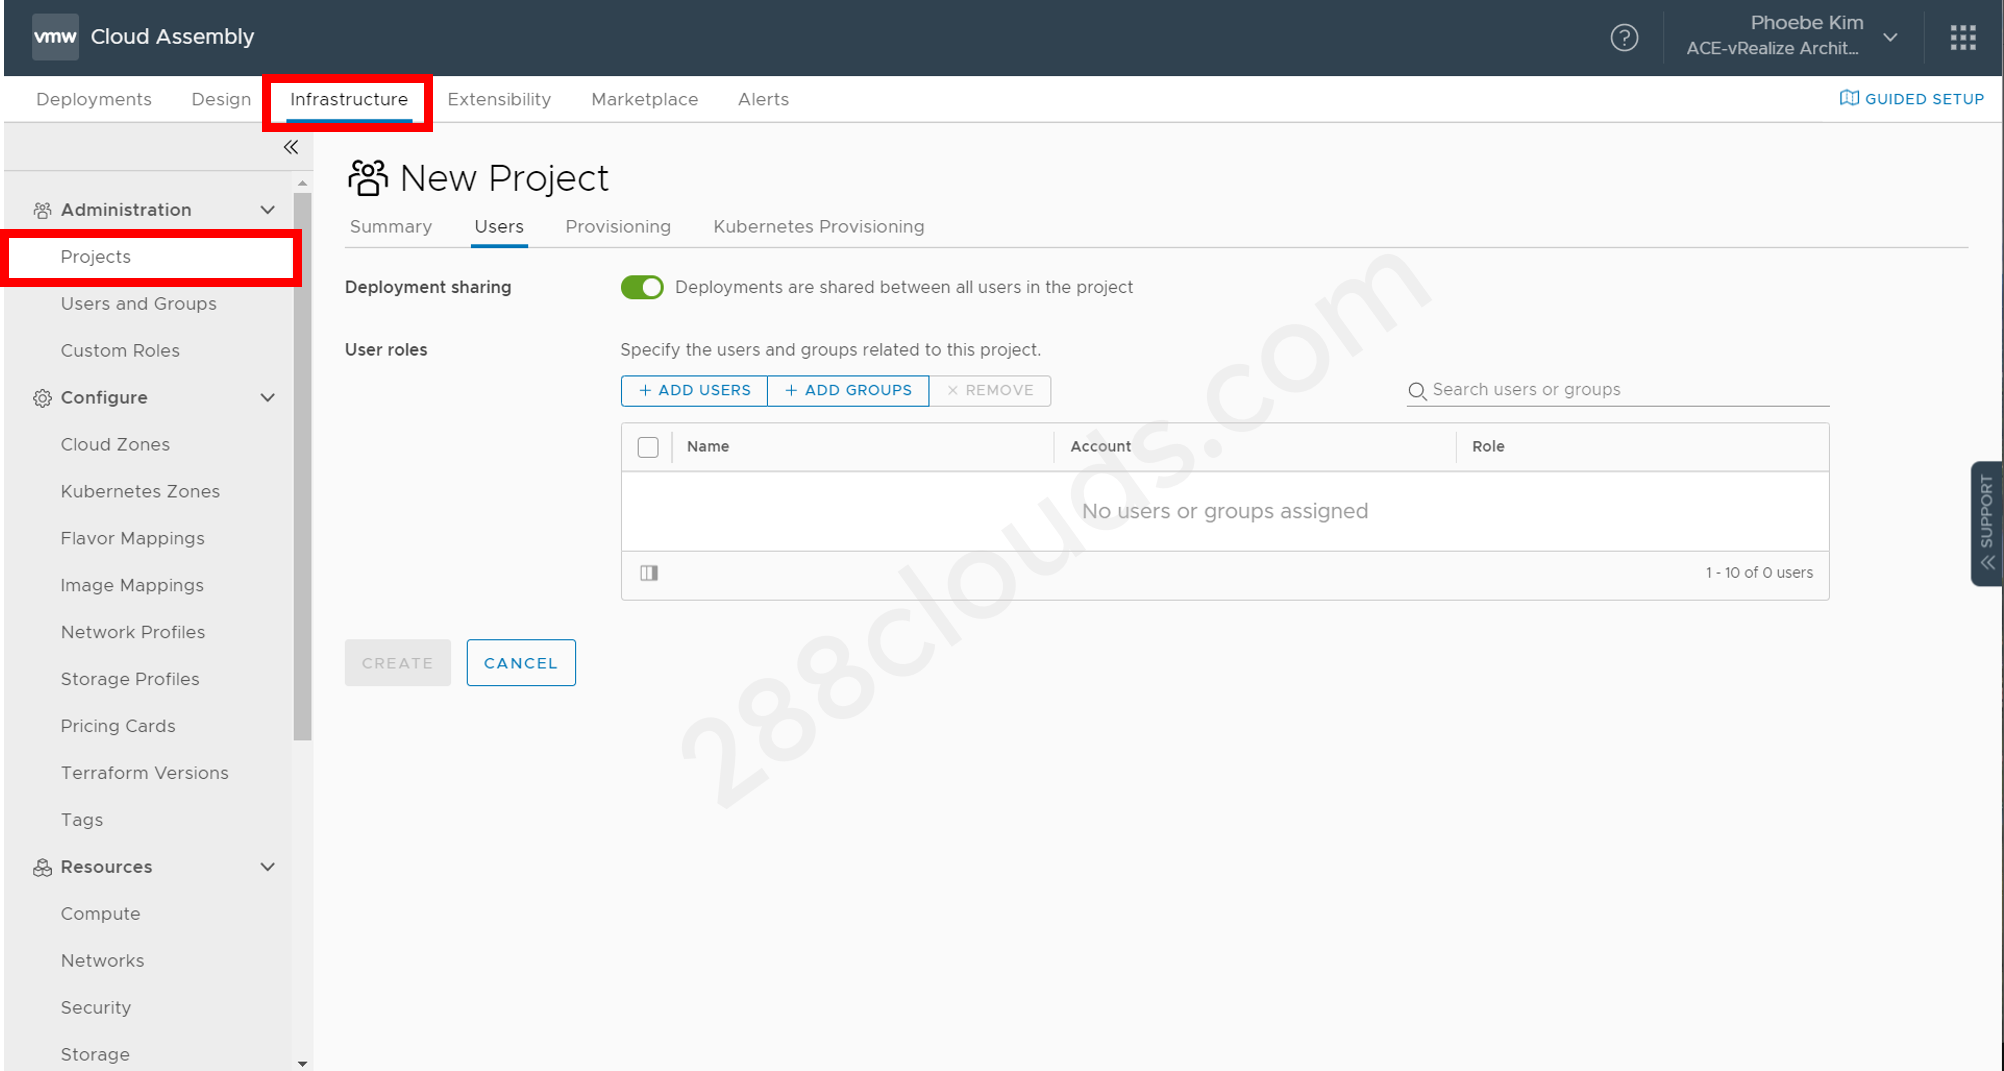 vmw Cloud Assembly
Phoebe Kim
ACE-vRealize Archit...
Deployments Design Infrastructure Extensibility Marketplace Alerts
GUIDED SETUP
Administration
Projects
Users and Groups
Custom Roles
Configure
Cloud Zones
Kubernetes Zones
Flavor Mappings
Image Mappings
Network Profiles
Storage Profiles
Pricing Cards
Terraform Versions
Tags
Resources
Compute
Networks
Security
Storage
New Project
Summary Users Provisioning Kubernetes Provisioning
Deployment sharing Deployments are shared between all users in the project
User roles Specify the users and groups related to this project.
+ ADD USERS + ADD GROUPS × REMOVE Search users or groups
Name Account Role
No users or groups assigned
1 - 10 of 0 users
CREATE CANCEL
SUPPORT
288clouds.com